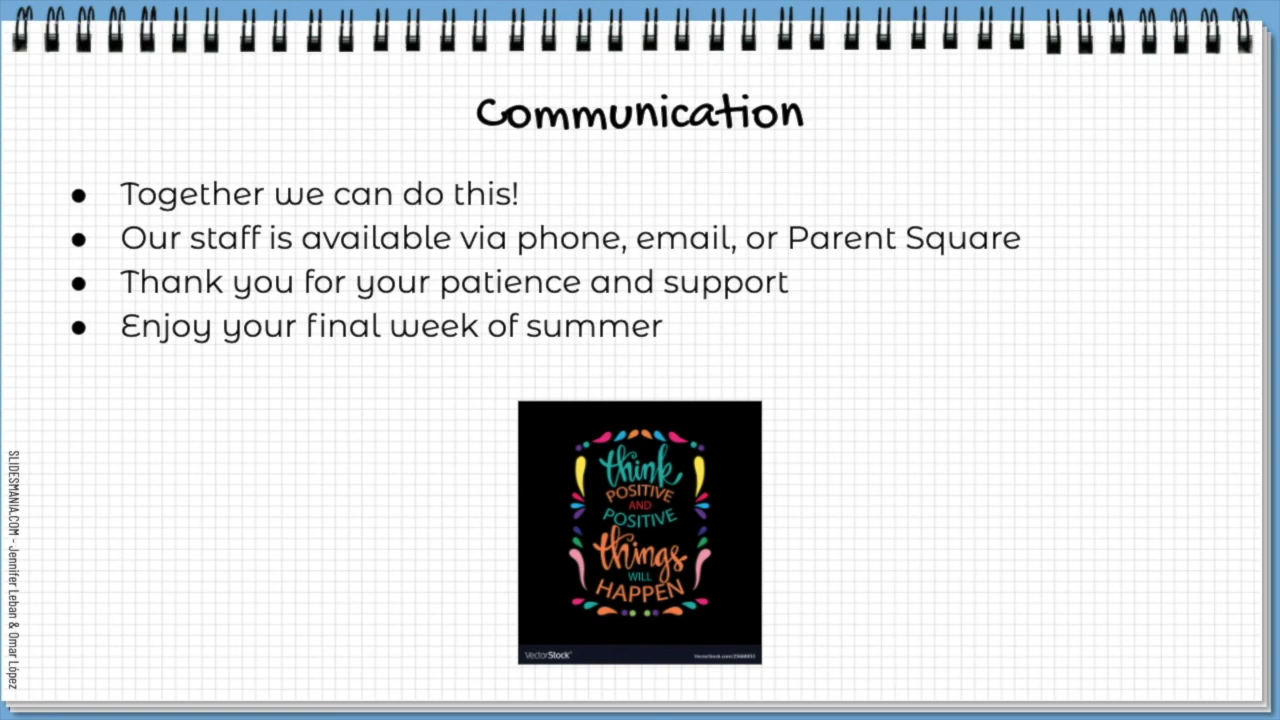 Communication
● Together we can do this!
● Our staff is available via phone, email, or Parent Square
● Thank you for your patience and support
● Enjoy your final week of summer
think
POSITIVE
AND
POSITIVE
things
WILL
HAPPEN
VectorStock®
SLIDESMANIA.COM - Jennifer Leban & Omar López